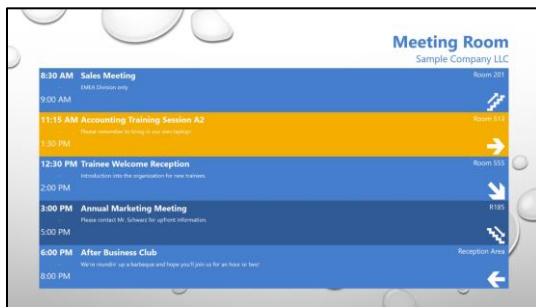 Meeting Room
Sample Company LLC
8:30 AM Sales Meeting Room 201
EMEA Division only
9:00 AM
11:15 AM Accounting Training Session A2 Room 513
Please remember to bring in our own laptop!
1:30 PM
12:30 PM Trainee Welcome Reception Room 555
Introduction into the organization for new trainees.
2:00 PM
3:00 PM Annual Marketing Meeting R185
Please contact Mr. Schwarz for upfront information.
5:00 PM
6:00 PM After Business Club Reception Area
We're roundin' up a barbeque and hope you'll join us for an hour or two!
8:00 PM